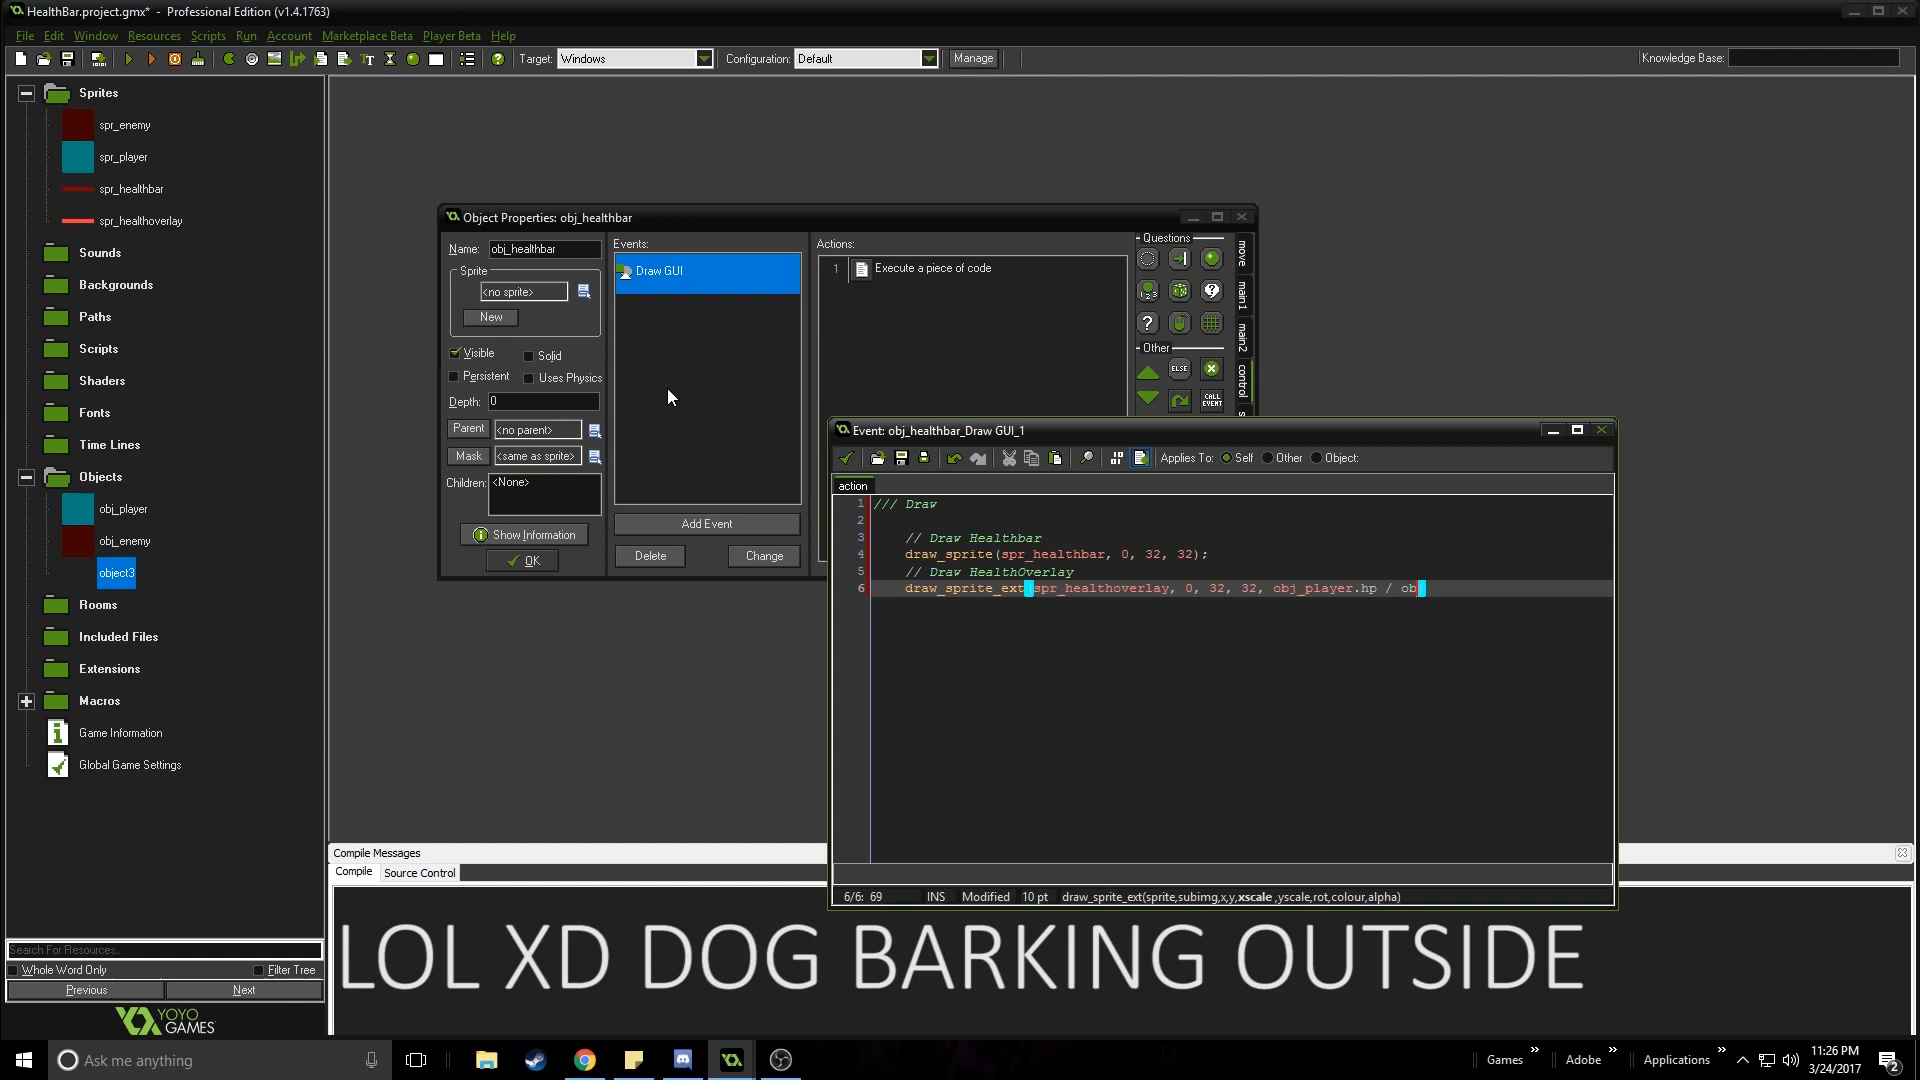 HealthBar.project.gmx* - Professional Edition (v1.4.1763)
File Edit Window Resources Scripts Run Account Marketplace Beta Player Beta Help
Target: Windows Configuration: Default Manage Knowledge Base:
Sprites
spr_enemy
spr_player
spr_healthbar
spr_healthoverlay
Sounds
Backgrounds
Paths
Scripts
Shaders
Fonts
Time Lines
Objects
obj_player
obj_enemy
object3
Rooms
Included Files
Extensions
Macros
Game Information
Global Game Settings
Search For Resources...
Whole Word Only Filter Tree
Previous Next
YOYO
GAMES
Object Properties: obj_healthbar
Name: obj_healthbar
Sprite
<no sprite>
New
Visible Solid
Persistent Uses Physics
Depth: 0
Parent <no parent>
Mask <same as sprite>
Children: <None>
Show Information
OK
Events:
Draw GUI
Add Event
Delete Change
Actions:
1 Execute a piece of code
Questions
Other
ELSE
CALL
EVENT
move
main1
main2
control
Event: obj_healthbar_Draw GUI_1
Applies To: Self Other Object:
action
1 /// Draw
2
3 // Draw Healthbar
4 draw_sprite(spr_healthbar, 0, 32, 32);
5 // Draw HealthOverlay
6 draw_sprite_ext(spr_healthoverlay, 0, 32, 32, obj_player.hp / ob)
6/6: 69 INS Modified 10 pt draw_sprite_ext(sprite,subimg,x,y,xscale ,yscale,rot,colour,alpha)
Compile Messages
Compile Source Control
LOL XD DOG BARKING OUTSIDE
Ask me anything
Games Adobe Applications
11:26 PM
3/24/2017
2